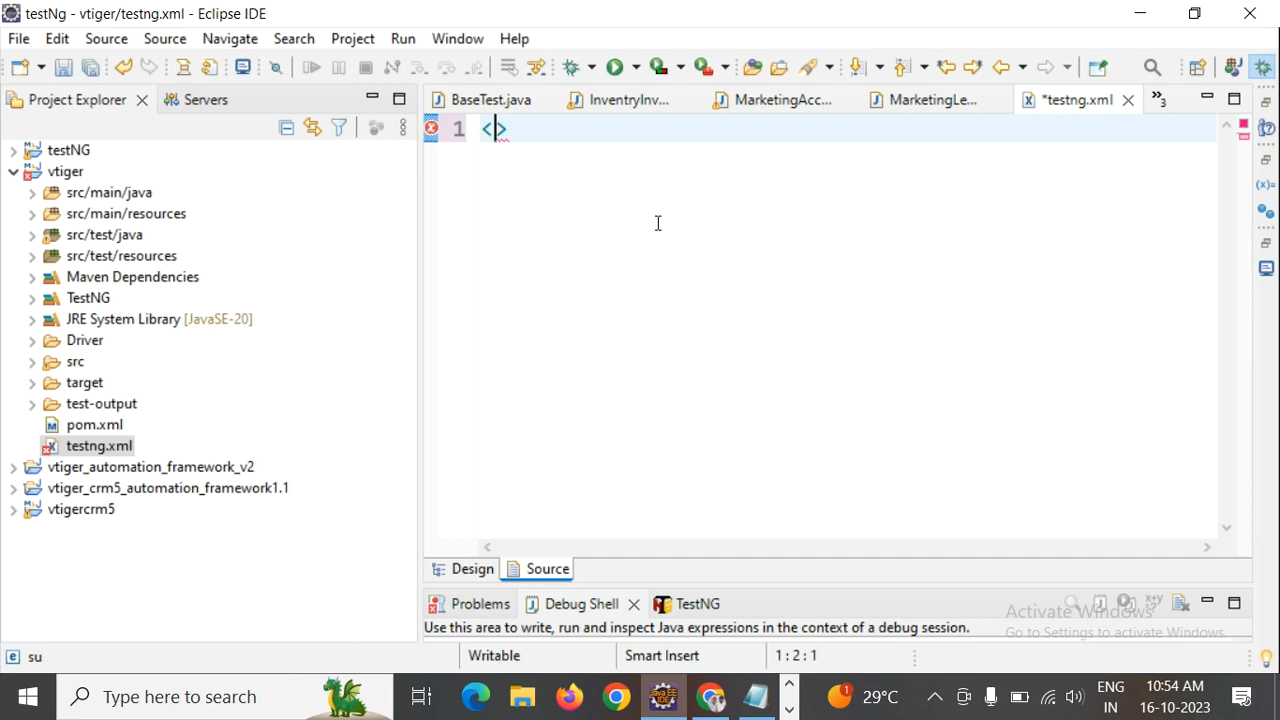 testNg - vtiger/testng.xml - Eclipse IDE
File Edit Source Source Navigate Search Project Run Window Help
Project Explorer Servers BaseTest.java InventoryInv... MarketingAcc... MarketingLe... *testng.xml »3
1 <>
testNG
vtiger
src/main/java
src/main/resources
src/test/java
src/test/resources
Maven Dependencies
TestNG
JRE System Library [JavaSE-20]
Driver
src
target
test-output
pom.xml
testng.xml
vtiger_automation_framework_v2
vtiger_crm5_automation_framework1.1
vtigercrm5
Design Source
Problems Debug Shell TestNG
Activate Windows
Use this area to write, run and inspect Java expressions in the context of a debug session.
Go to Settings to activate Windows.
su Writable Smart Insert 1 : 2 : 1
Type here to search 1 29°C ENG 10:54 AM
IN 16-10-2023